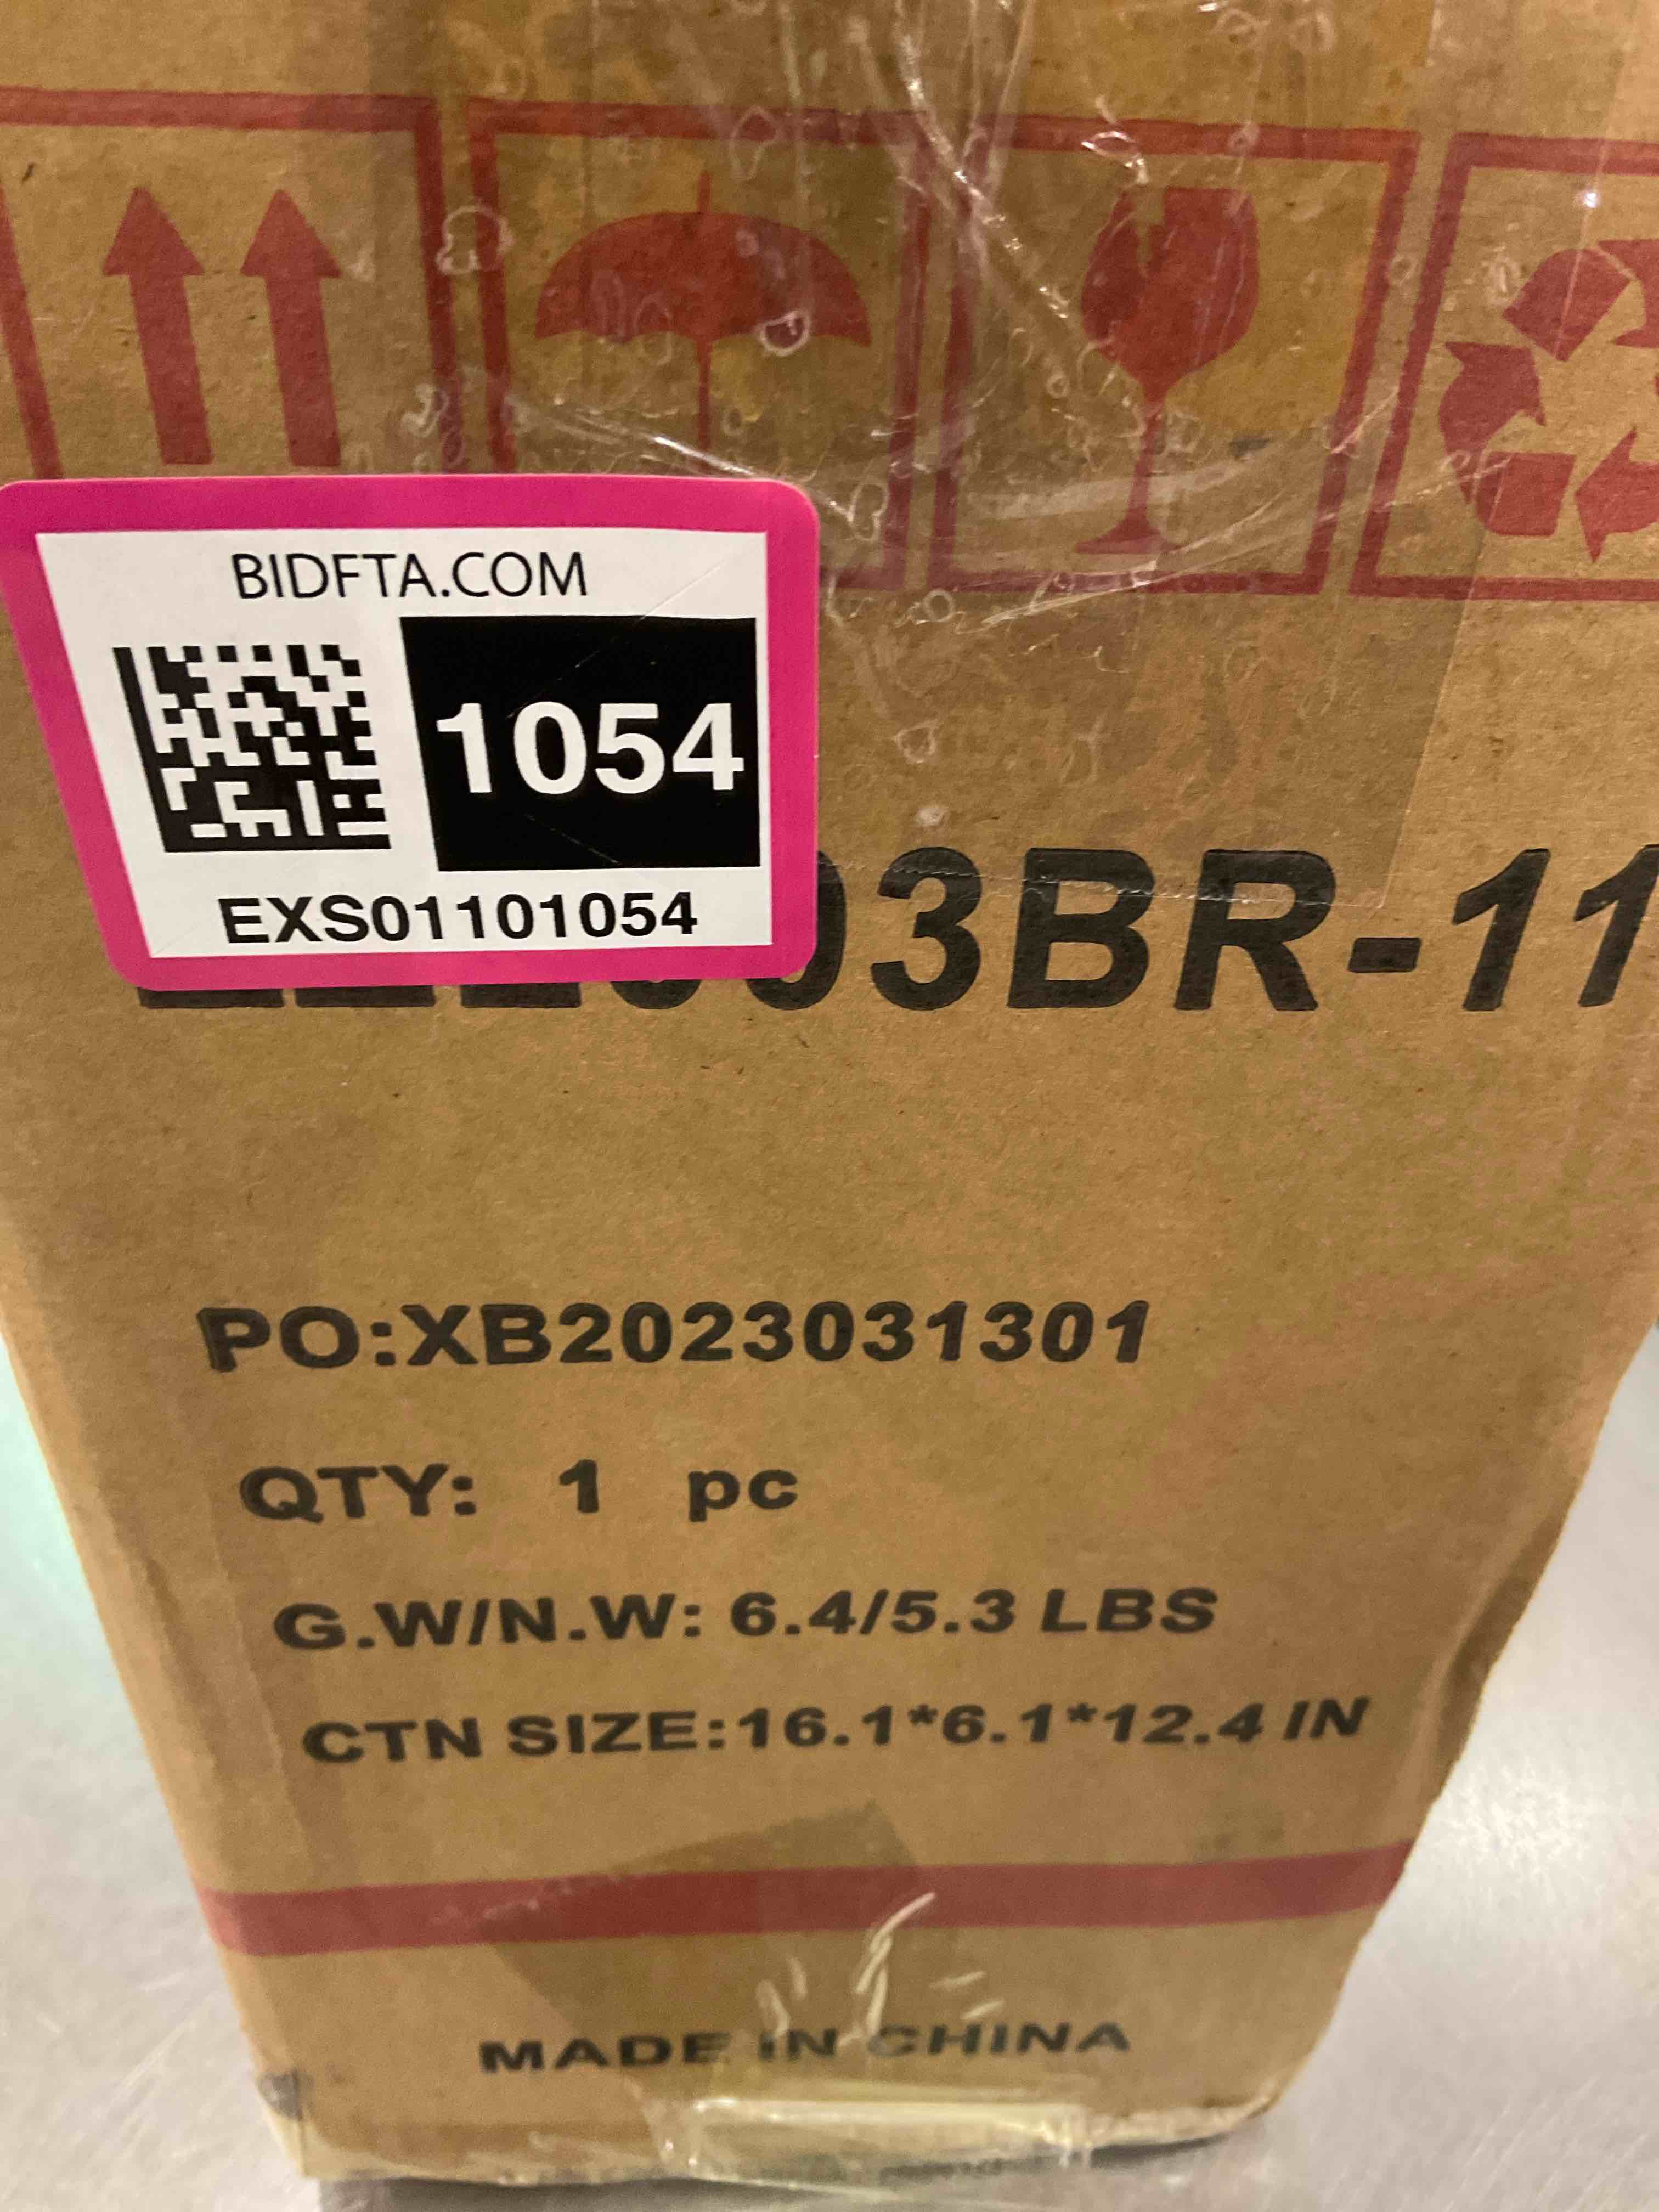 BIDFTA.COM
1054
EXS01101054
03BR-11
PO:XB2023031301
QTY: 1 pc
G.W/N.W: 6.4/5.3 LBS
CTN SIZE:16.1*6.1*12.4 IN
MADE IN CHINA